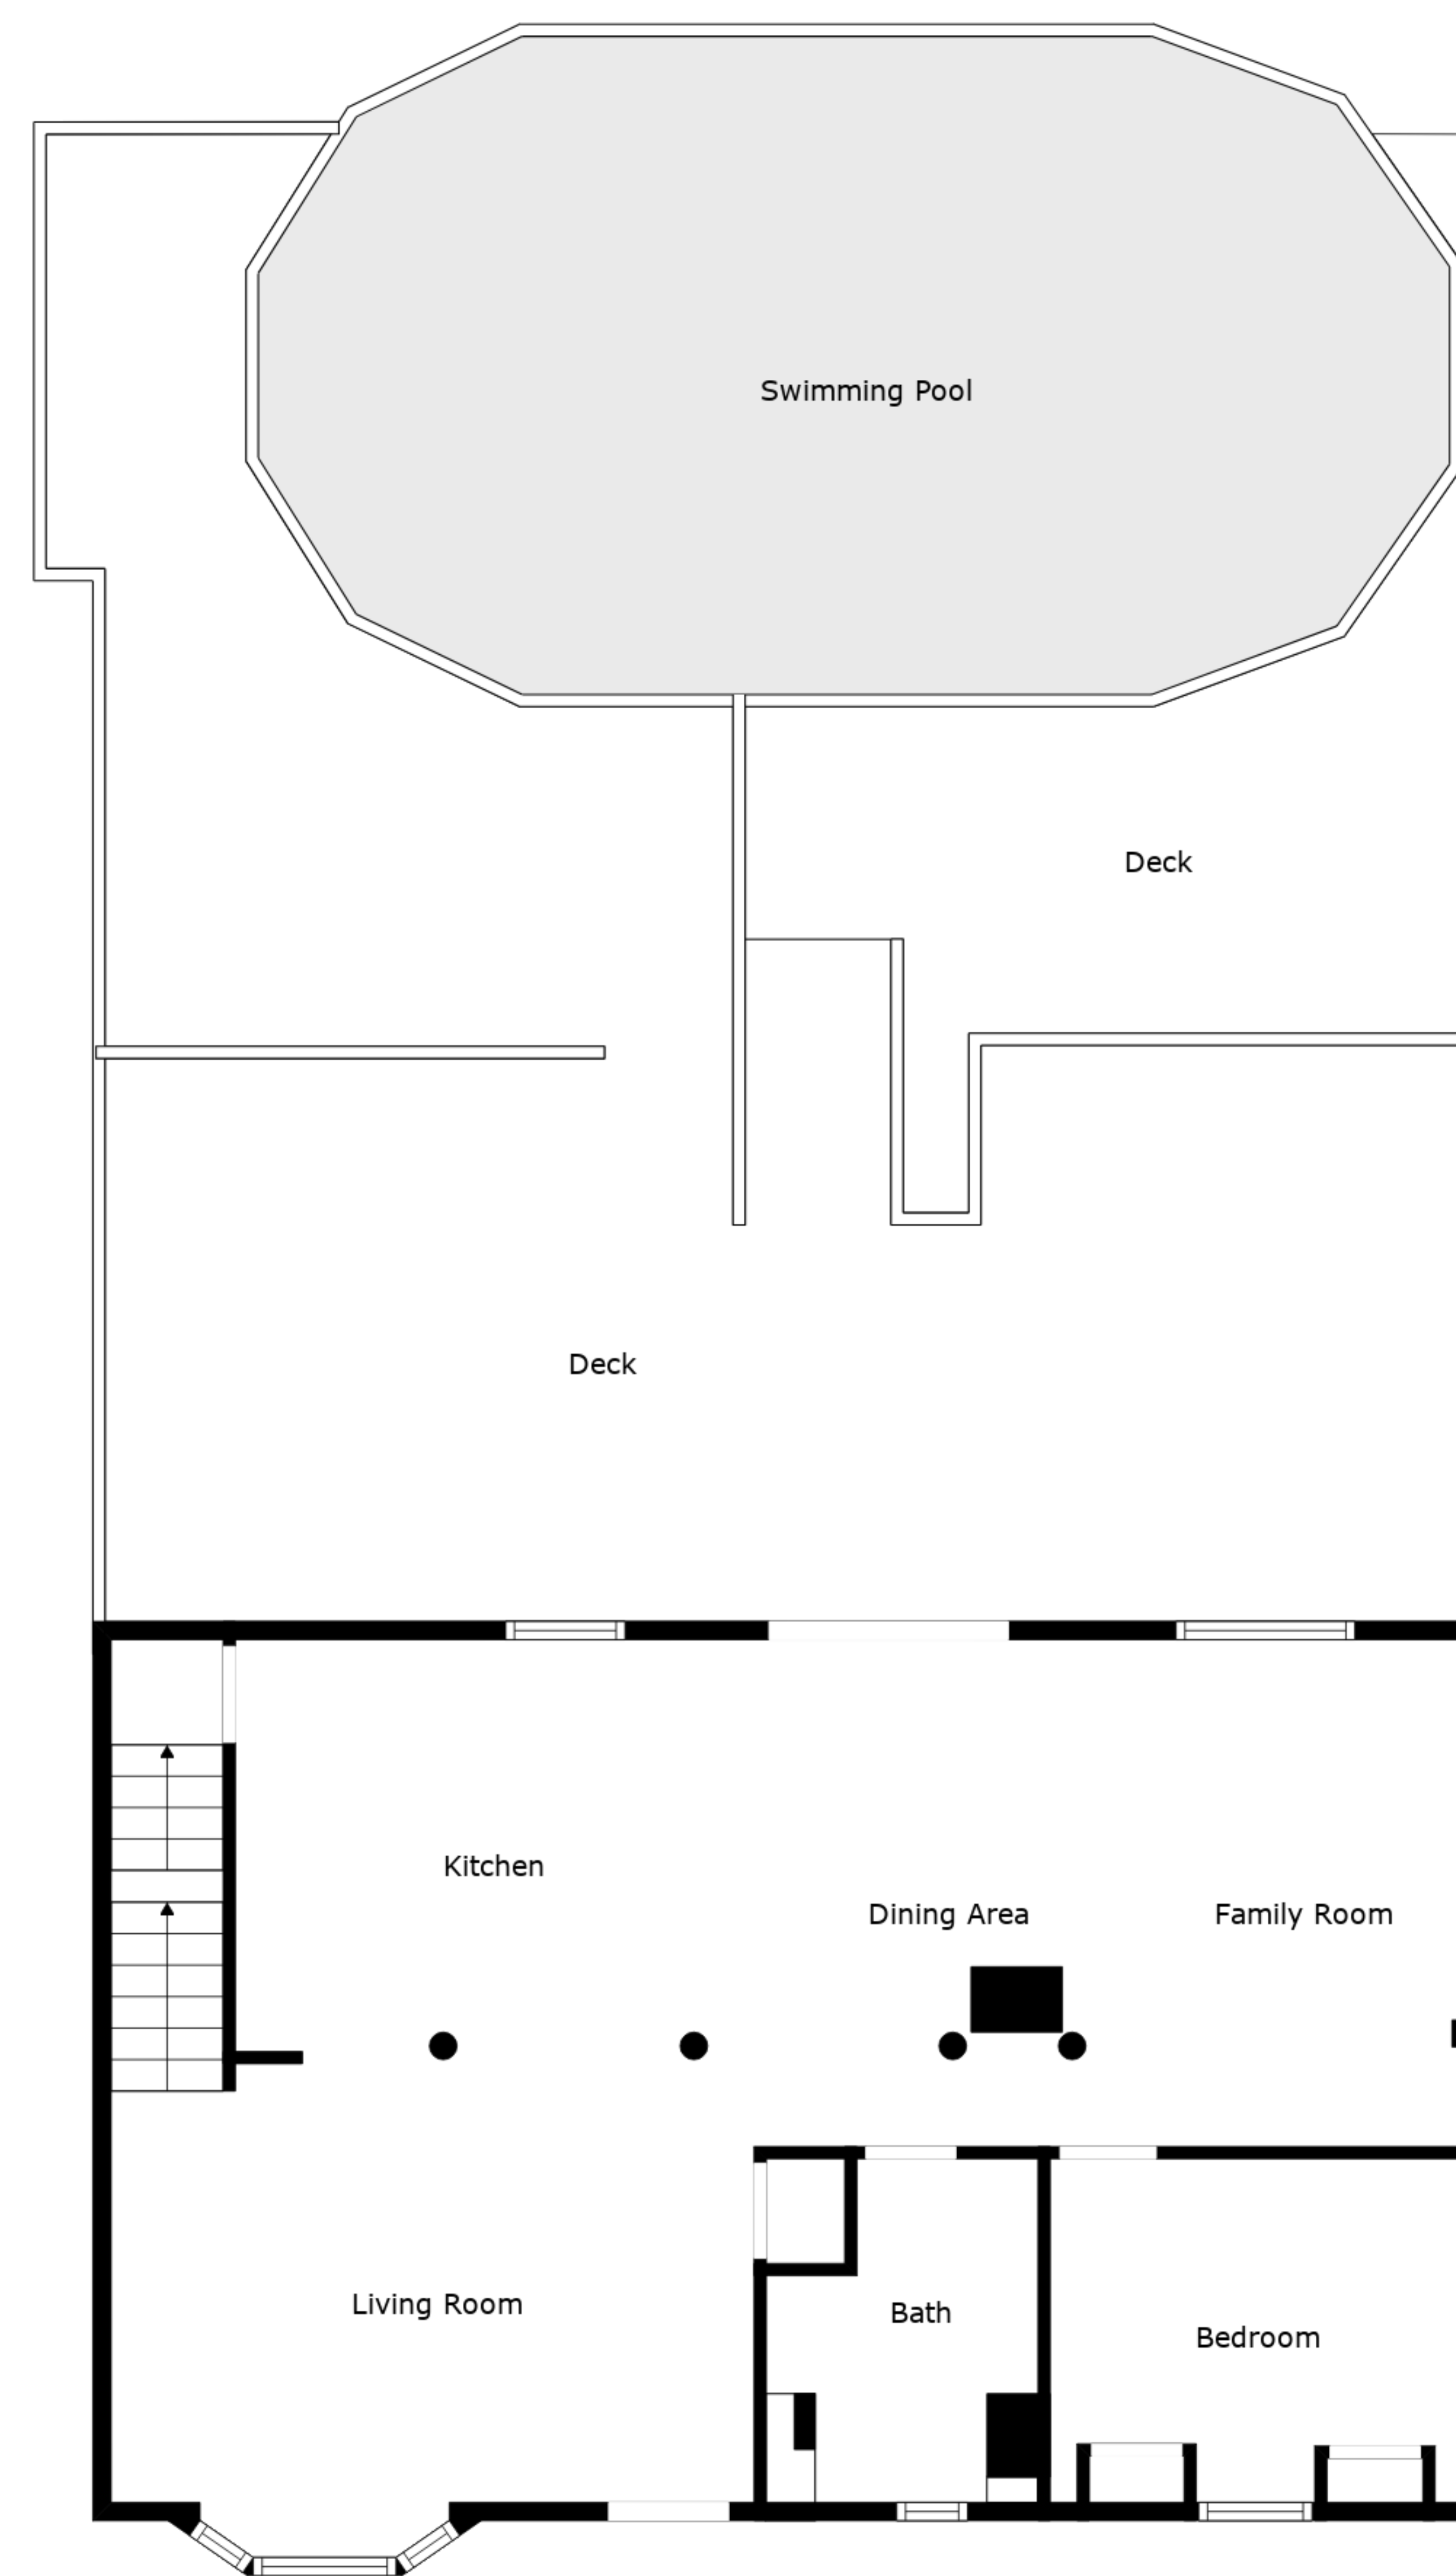 Swimming Pool
Deck
Deck
Kitchen
Dining Area
Family Room
Living Room
Bath
Bedroom